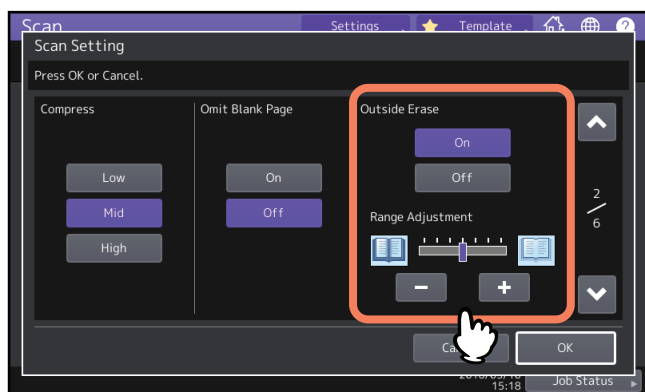 Scan
Settings
Template
Scan Setting
Press OK or Cancel.
Compress
Omit Blank Page
Outside Erase
On
Low
On
Off
2
Mid
Off
Range Adjustment
6
High
OK
15:18
Job Status